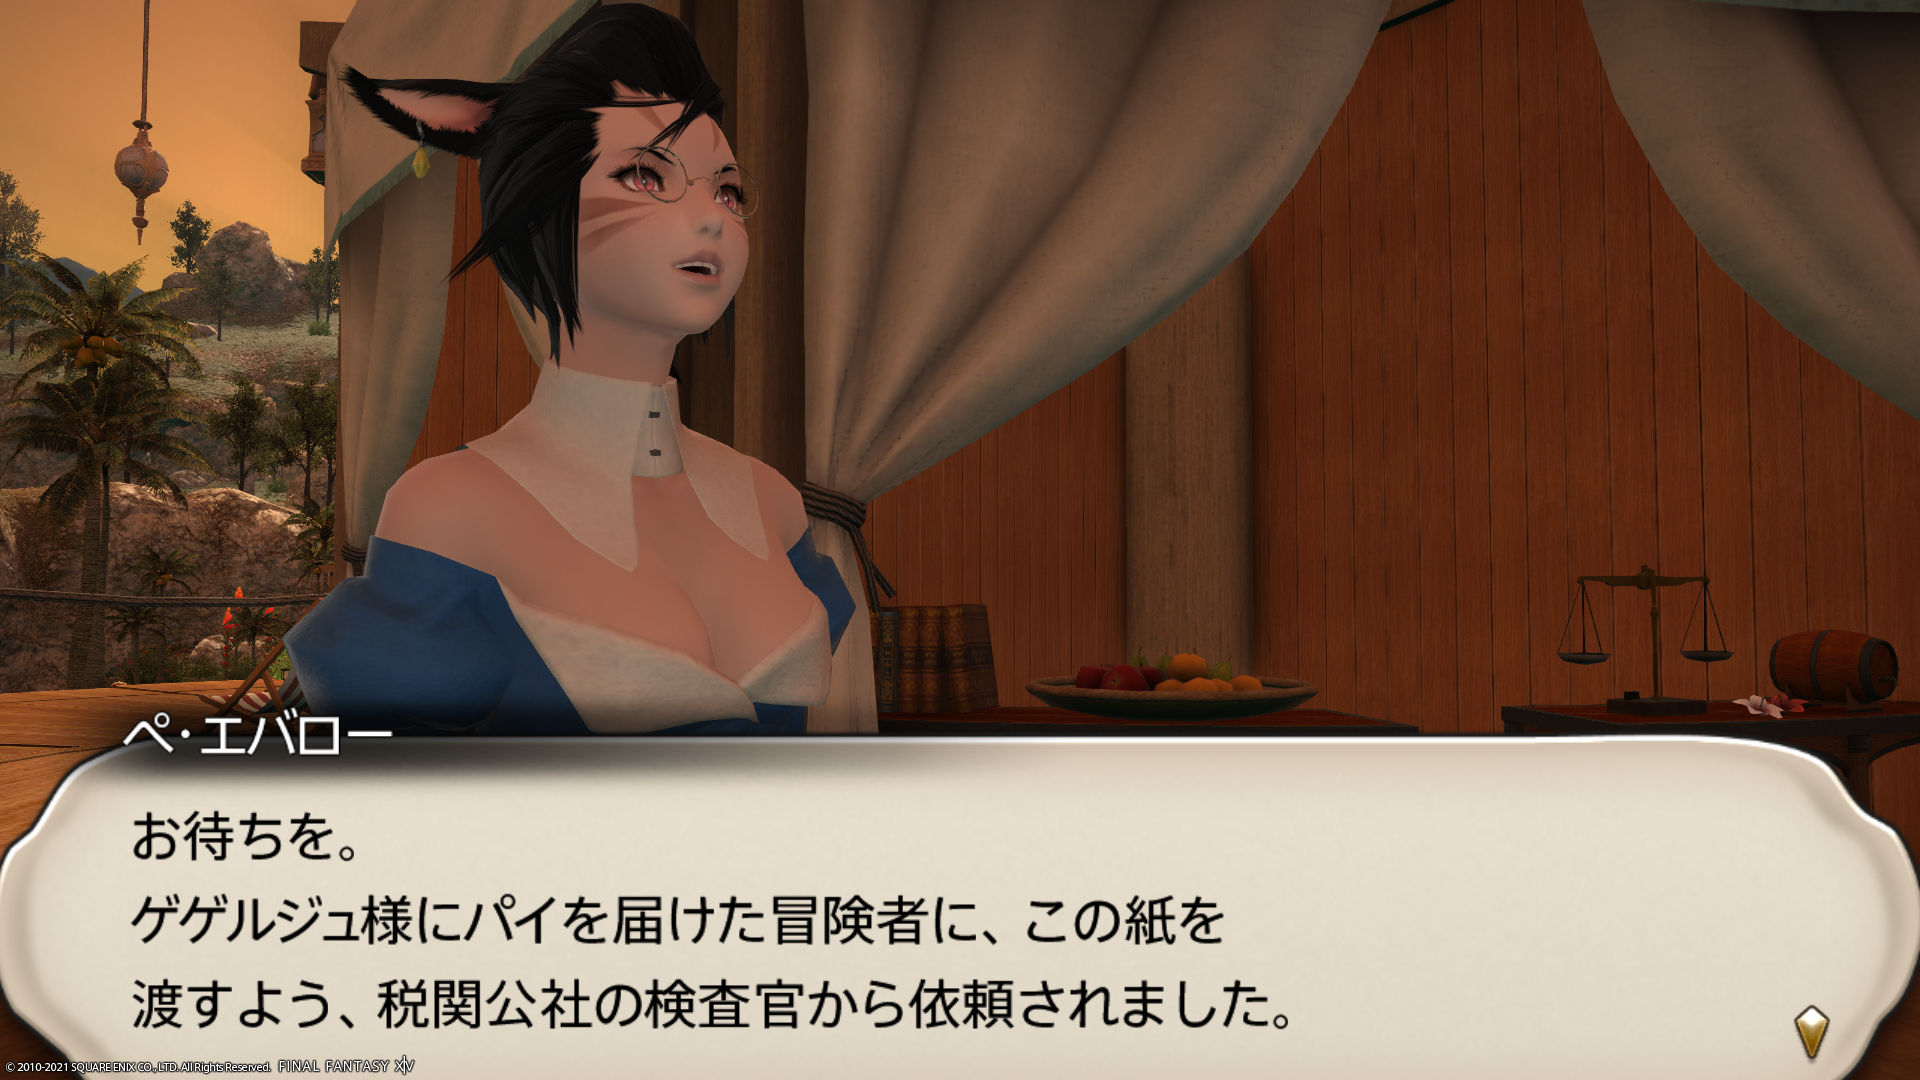 ペ・エバロー
お待ちを。
ゲゲルジュ様にパイを届けた冒険者に、この紙を
渡すよう、税関公社の検査官から依頼されました。
© 2010-2021 SQUARE ENIX CO., LTD. All Rights Reserved. FINAL FANTASY XIV